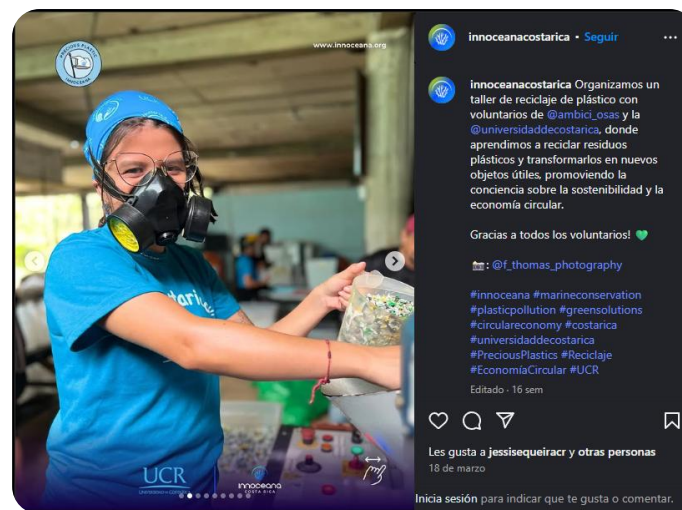 www.innoceana.org
PRECIOUS PLASTIC
INNOCEANA
UCR
innoceana
COSTA RICA
innoceanacostarica • Seguir
innoceanacostarica Organizamos un
taller de reciclaje de plástico con
voluntarios de @ambici_osas y la
@universidaddecostarica, donde
aprendimos a reciclar residuos
plásticos y transformarlos en nuevos
objetos útiles, promoviendo la
conciencia sobre la sostenibilidad y la
economía circular.
Gracias a todos los voluntarios! 💚
📷: @f_thomas_photography
#innoceana #marineconservation
#plasticpollution #greensolutions
#circulareconomy #costarica
#universidaddecostarica
#PreciousPlastics #Reciclaje
#EconomíaCircular #UCR
Editado · 16 sem
Les gusta a jessisequeiracr y otras personas
18 de marzo
Inicia sesión para indicar que te gusta o comentar.